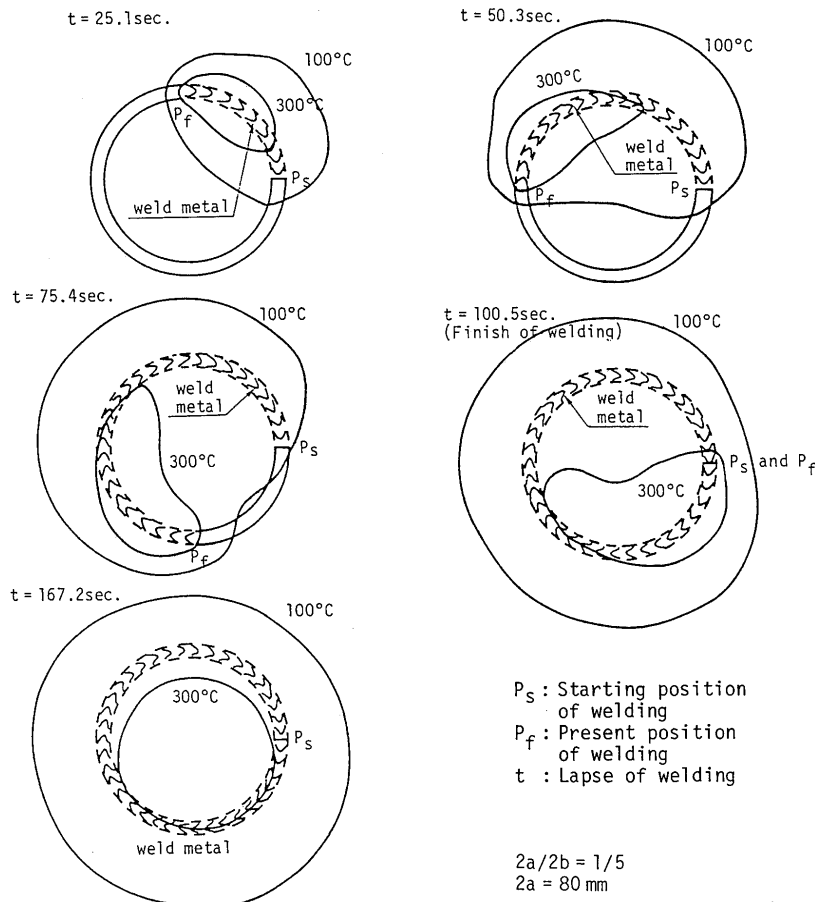 t = 25.1sec.
100°C
300°C
Pf
Ps
weld metal
t = 50.3sec.
100°C
300°C
weld
metal
Ps
Pf
t = 75.4sec.
100°C
weld
metal
300°C
Ps
Pf
t = 100.5sec.
(Finish of welding)
100°C
weld
metal
300°C
Ps and Pf
t = 167.2sec.
100°C
300°C
Ps
weld metal
Ps : Starting position
of welding
Pf : Present position
of welding
t : Lapse of welding
2a/2b = 1/5
2a = 80 mm